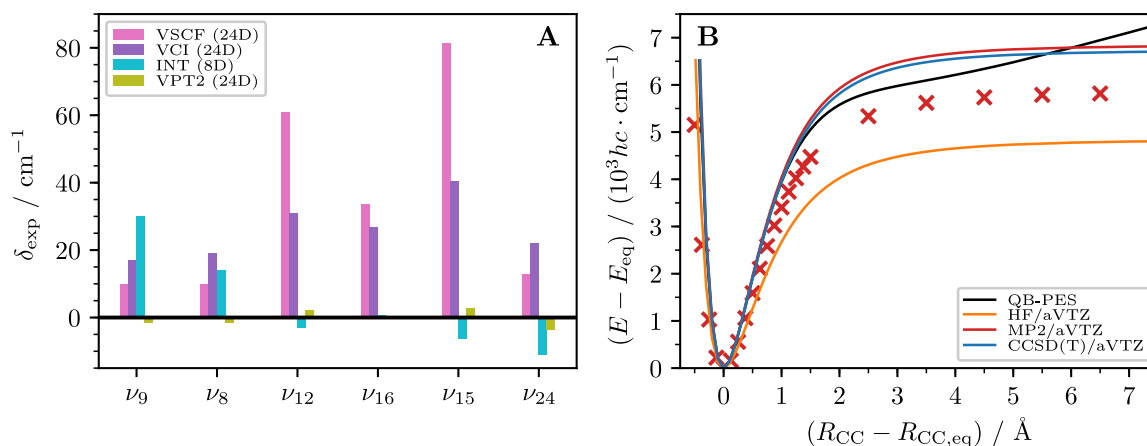 A
VSCF (24D)
VCI (24D)
INT (8D)
VPT2 (24D)
δexp / cm⁻¹
80
60
40
20
0
ν₉ ν₈ ν₁₂ ν₁₆ ν₁₅ ν₂₄
B
(E − Eeq) / (10³hc · cm⁻¹)
7
6
5
4
3
2
1
0
QB-PES
HF/aVTZ
MP2/aVTZ
CCSD(T)/aVTZ
0 1 2 3 4 5 6 7
(RCC − RCC,eq) / Å